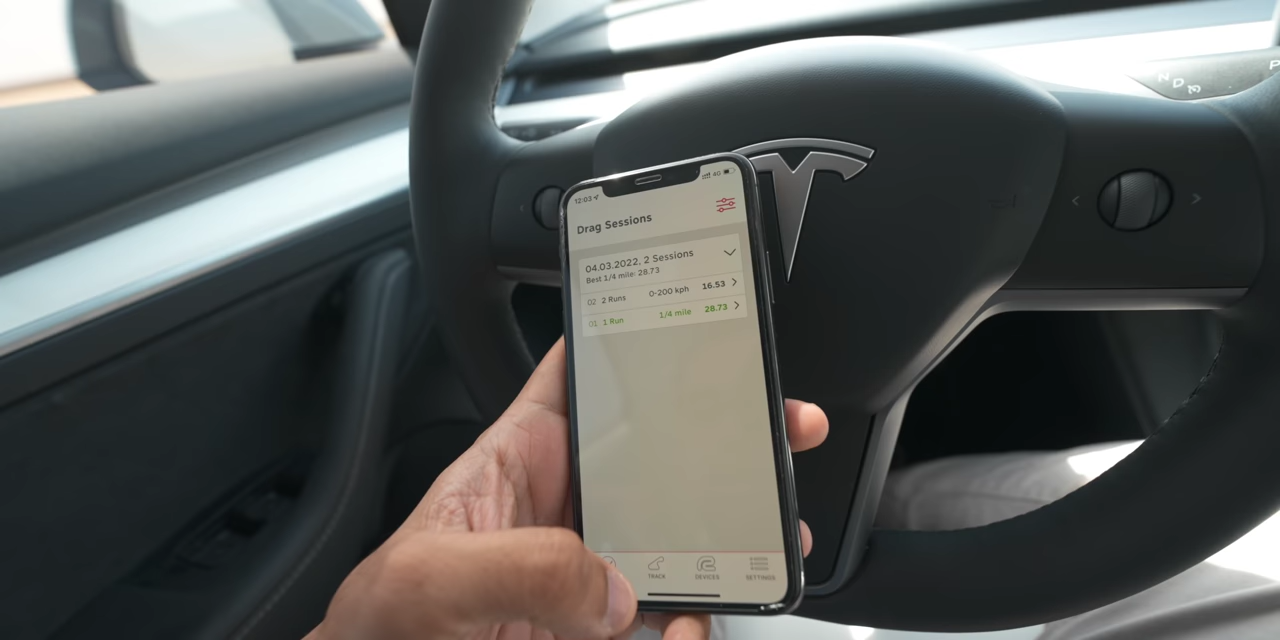 N D R
P
12:03 4G
Drag Sessions
04.03.2022, 2 Sessions
Best 1/4 mile: 28.73
02 2 Runs 0-200 kph 16.53
01 1 Run 1/4 mile 28.73
TRACK DEVICES SETTINGS